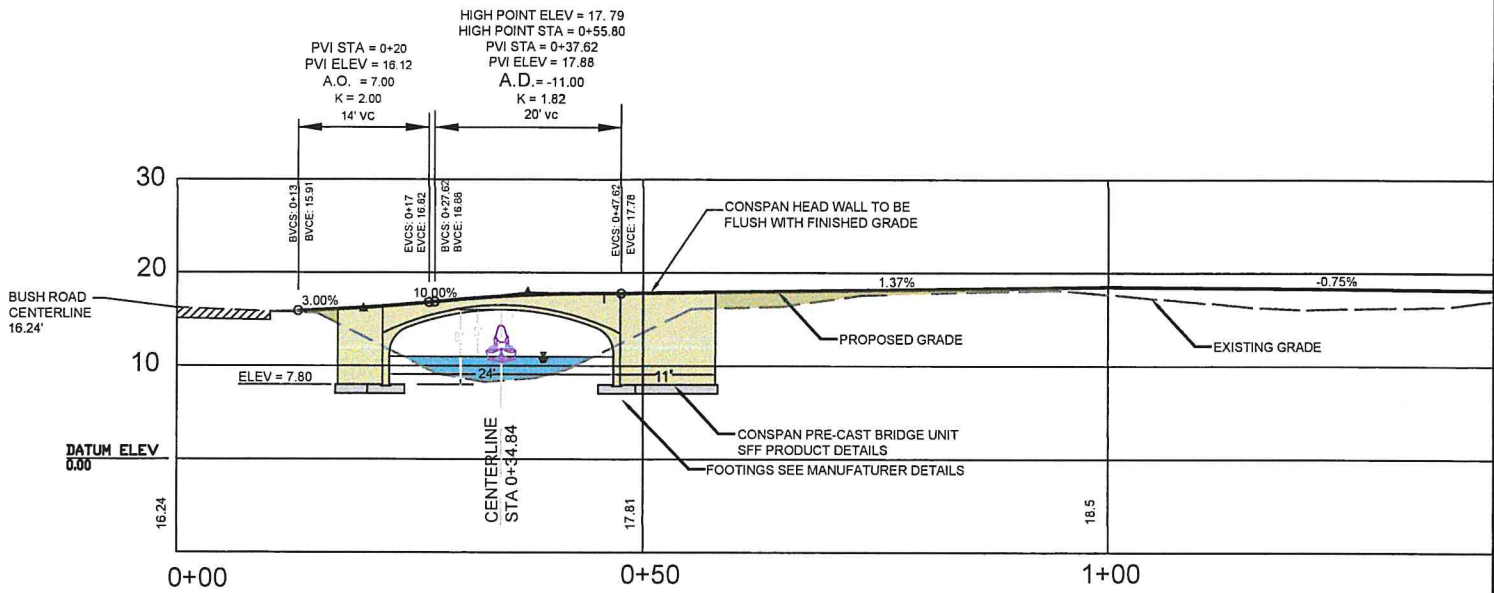 HIGH POINT ELEV = 17. 79
HIGH POINT STA = 0+55.80
PVI STA = 0+37.62
PVI ELEV = 17.88
A.D. = -11.00
K = 1.82
20' VC
PVI STA = 0+20
PVI ELEV = 16.12
A.O. = 7.00
K = 2.00
14' VC
BVCS: 0+13
BVCE: 15.91
EVCS: 0+17
EVCE: 16.82
BVCS: 0+27.62
BVCE: 16.88
EVCS: 0+47.62
EVCE: 17.78
30
20
10
CONSPAN HEAD WALL TO BE
FLUSH WITH FINISHED GRADE
BUSH ROAD
CENTERLINE
16.24'
3.00%
10.00%
1.37%
-0.75%
PROPOSED GRADE
EXISTING GRADE
ELEV = 7.80
24'
11'
CENTERLINE
STA 0+34.84
CONSPAN PRE-CAST BRIDGE UNIT
SFF PRODUCT DETAILS
FOOTINGS SEE MANUFATURER DETAILS
DATUM ELEV
0.00
16.24
17.81
18.5
0+00
0+50
1+00